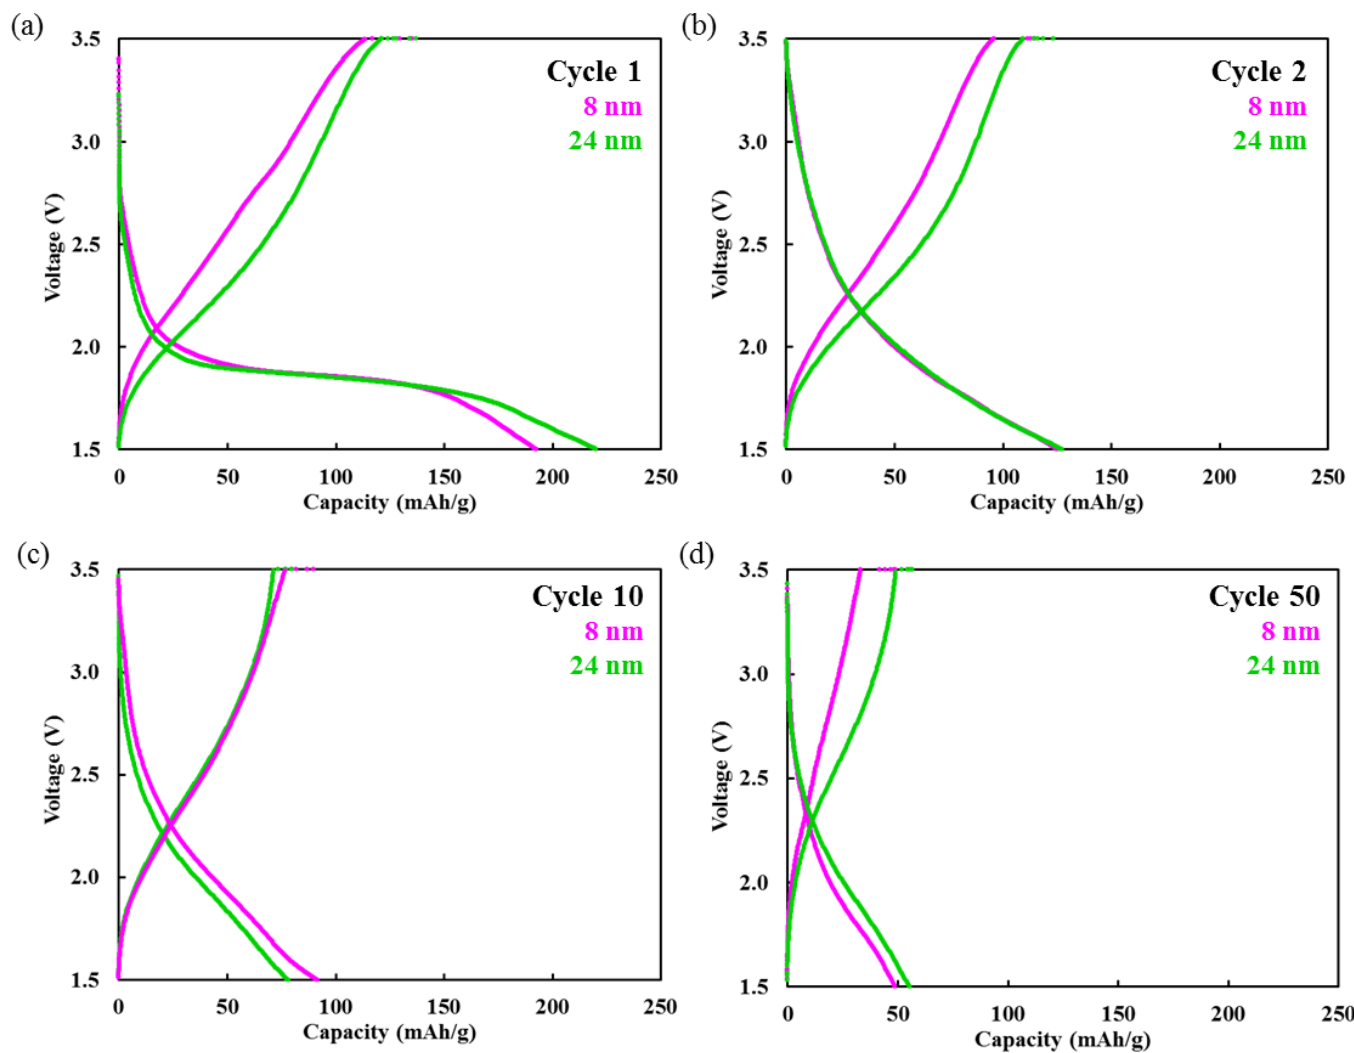 (a)
3.5
3.0
2.5
2.0
1.5
Voltage (V)
Cycle 1
8 nm
24 nm
0 50 100 150 200 250
Capacity (mAh/g)
(b)
3.5
3.0
2.5
2.0
1.5
Voltage (V)
Cycle 2
8 nm
24 nm
0 50 100 150 200 250
Capacity (mAh/g)
(c)
3.5
3.0
2.5
2.0
1.5
Voltage (V)
Cycle 10
8 nm
24 nm
0 50 100 150 200 250
Capacity (mAh/g)
(d)
3.5
3.0
2.5
2.0
1.5
Voltage (V)
Cycle 50
8 nm
24 nm
0 50 100 150 200 250
Capacity (mAh/g)